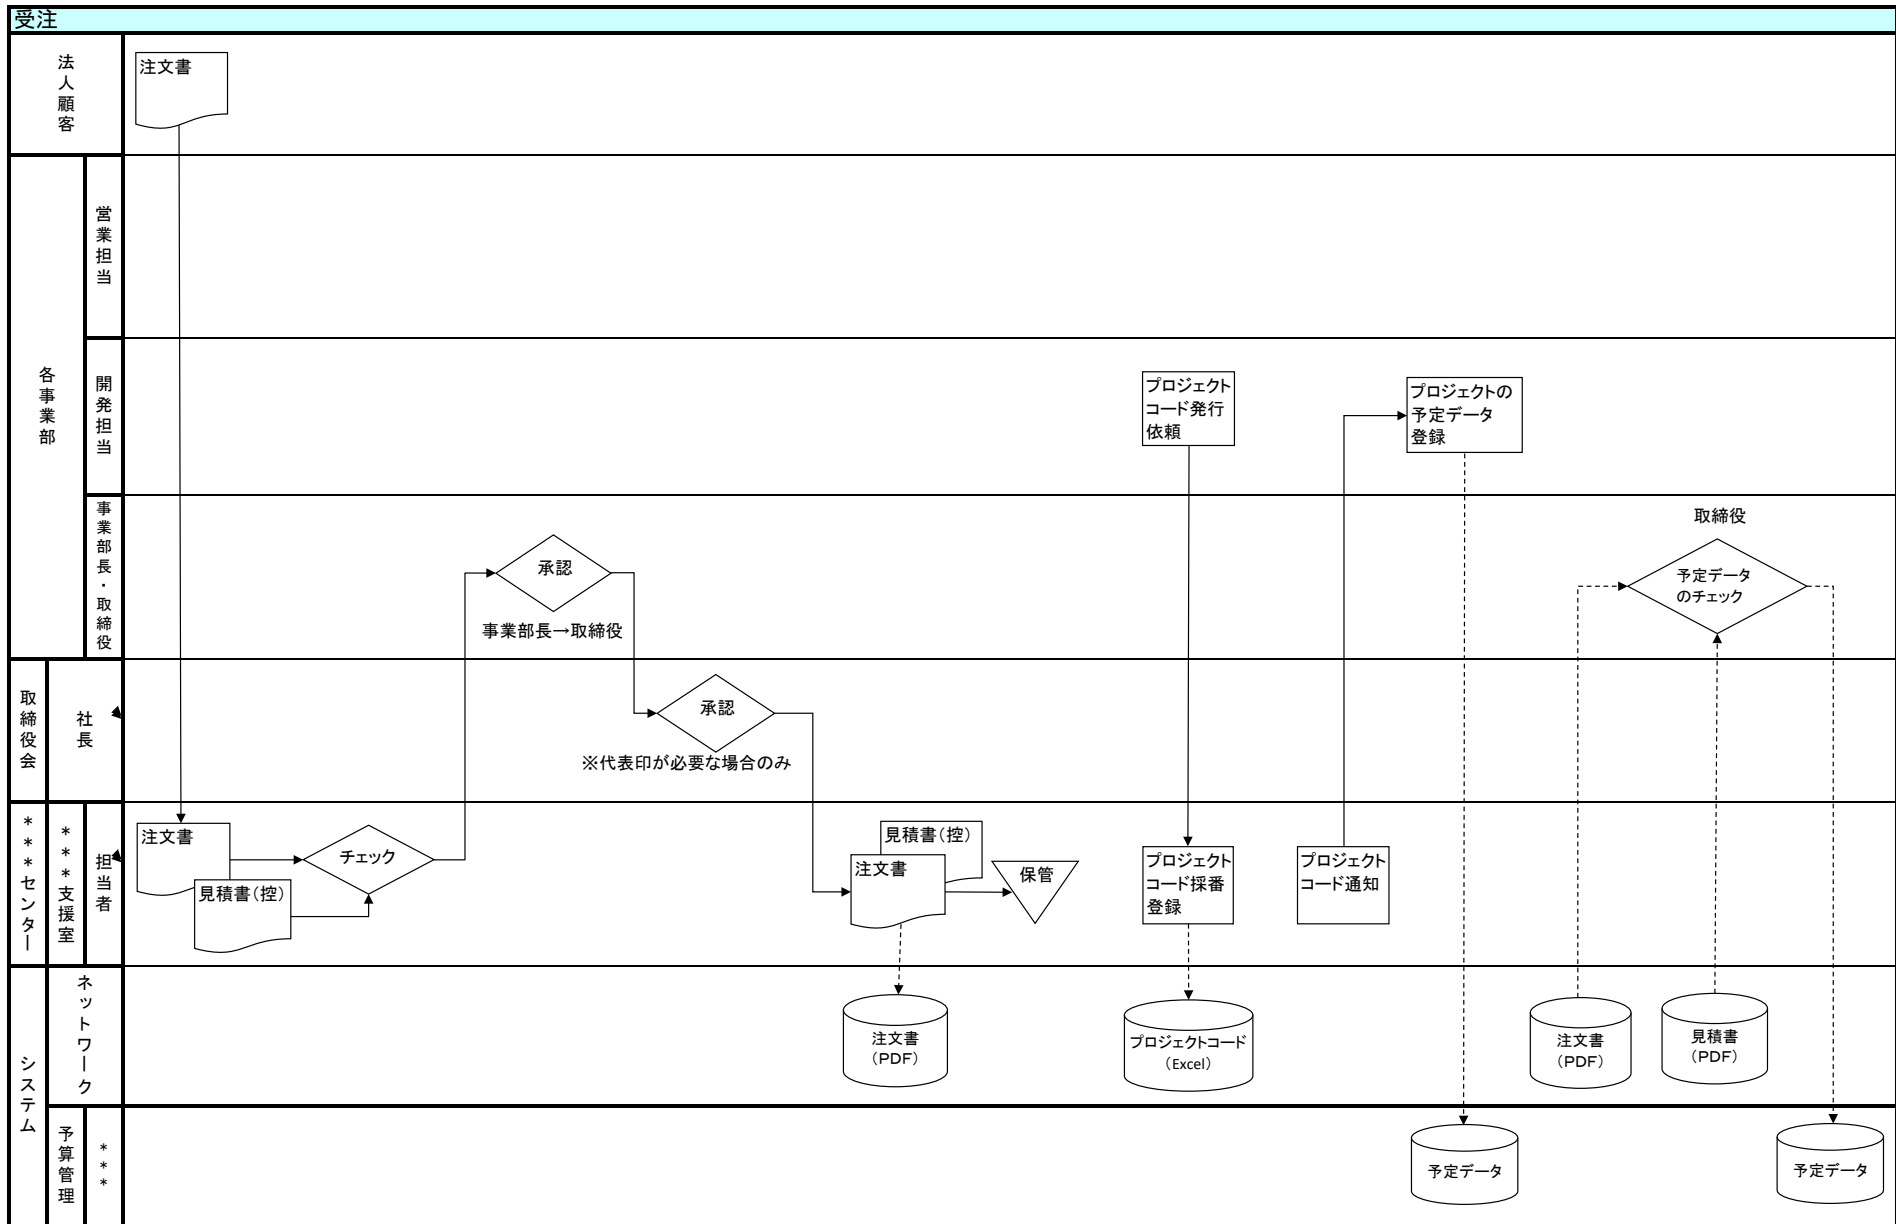 受注
法人顧客
注文書
各事業部
営業担当
開発担当
プロジェクト
コード発行
依頼
プロジェクトの
予定データ
登録
事業部長・取締役
承認
事業部長→取締役
取締役
予定データ
のチェック
取締役会
社長
承認
※代表印が必要な場合のみ
***センター
***支援室
担当者
注文書
見積書(控)
チェック
見積書(控)
注文書
保管
プロジェクト
コード採番
登録
プロジェクト
コード通知
システム
ネットワーク
注文書
(PDF)
プロジェクトコード
(Excel)
注文書
(PDF)
見積書
(PDF)
予算管理
***
予定データ
予定データ